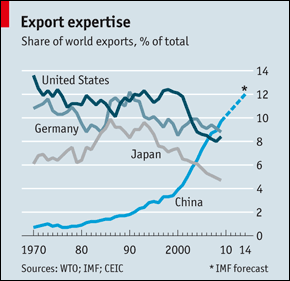 Export expertise
Share of world exports, % of total
14
*
United States
12
10
Germany
8
Japan
6
4
China
2
0
1970 80 90 2000 10 14
Sources: WTO; IMF; CEIC * IMF forecast